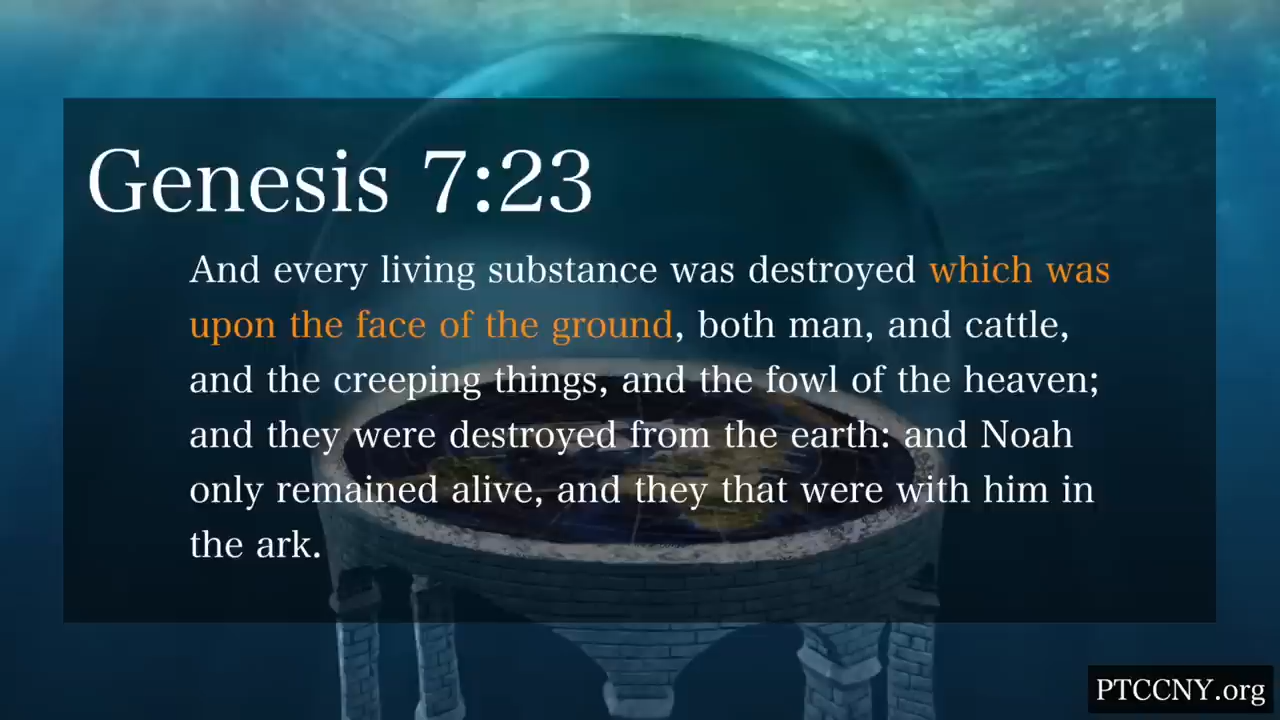 Genesis 7:23
And every living substance was destroyed which was
upon the face of the ground, both man, and cattle,
and the creeping things, and the fowl of the heaven;
and they were destroyed from the earth: and Noah
only remained alive, and they that were with him in
the ark.
PTCCNY.org